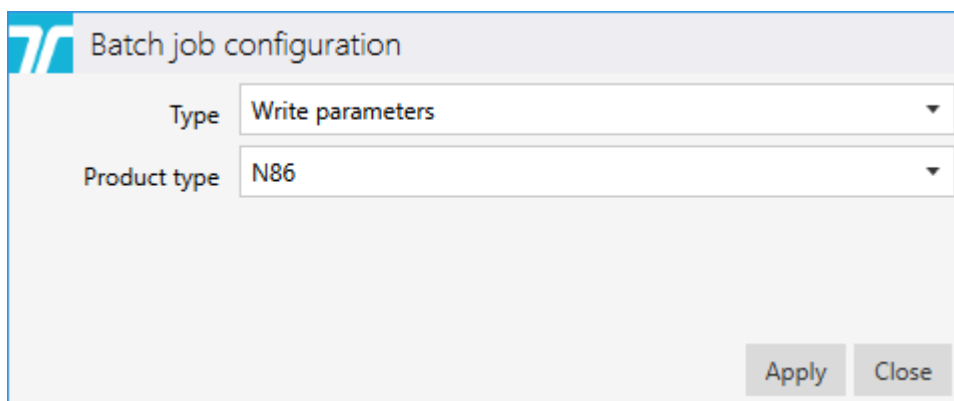 Batch job configuration
Type Write parameters
Product type N86
Apply Close